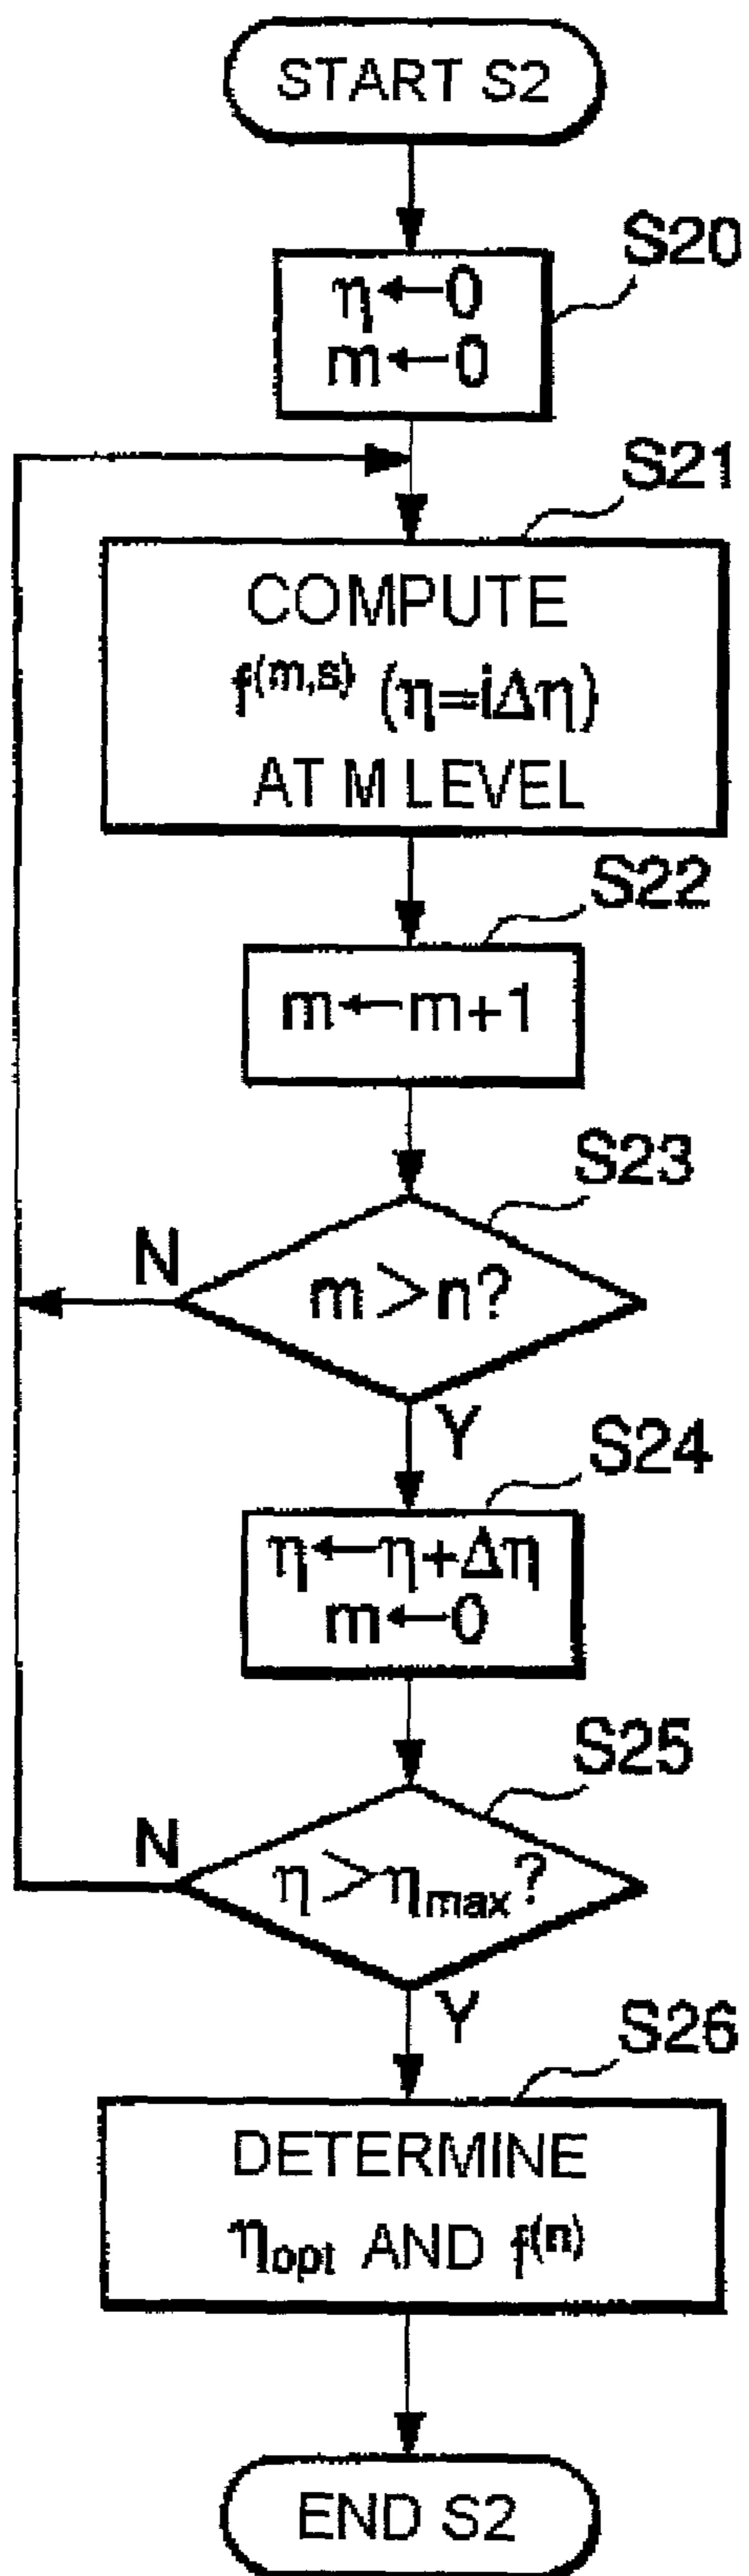 START S2
S20
η←0
m←0
S21
COMPUTE
f(m,s) (η=iΔη)
AT M LEVEL
S22
m←m+1
S23
N
m>n?
Y
S24
η←η+Δη
m←0
S25
N
η>ηmax?
Y
S26
DETERMINE
ηopt AND f(n)
END S2